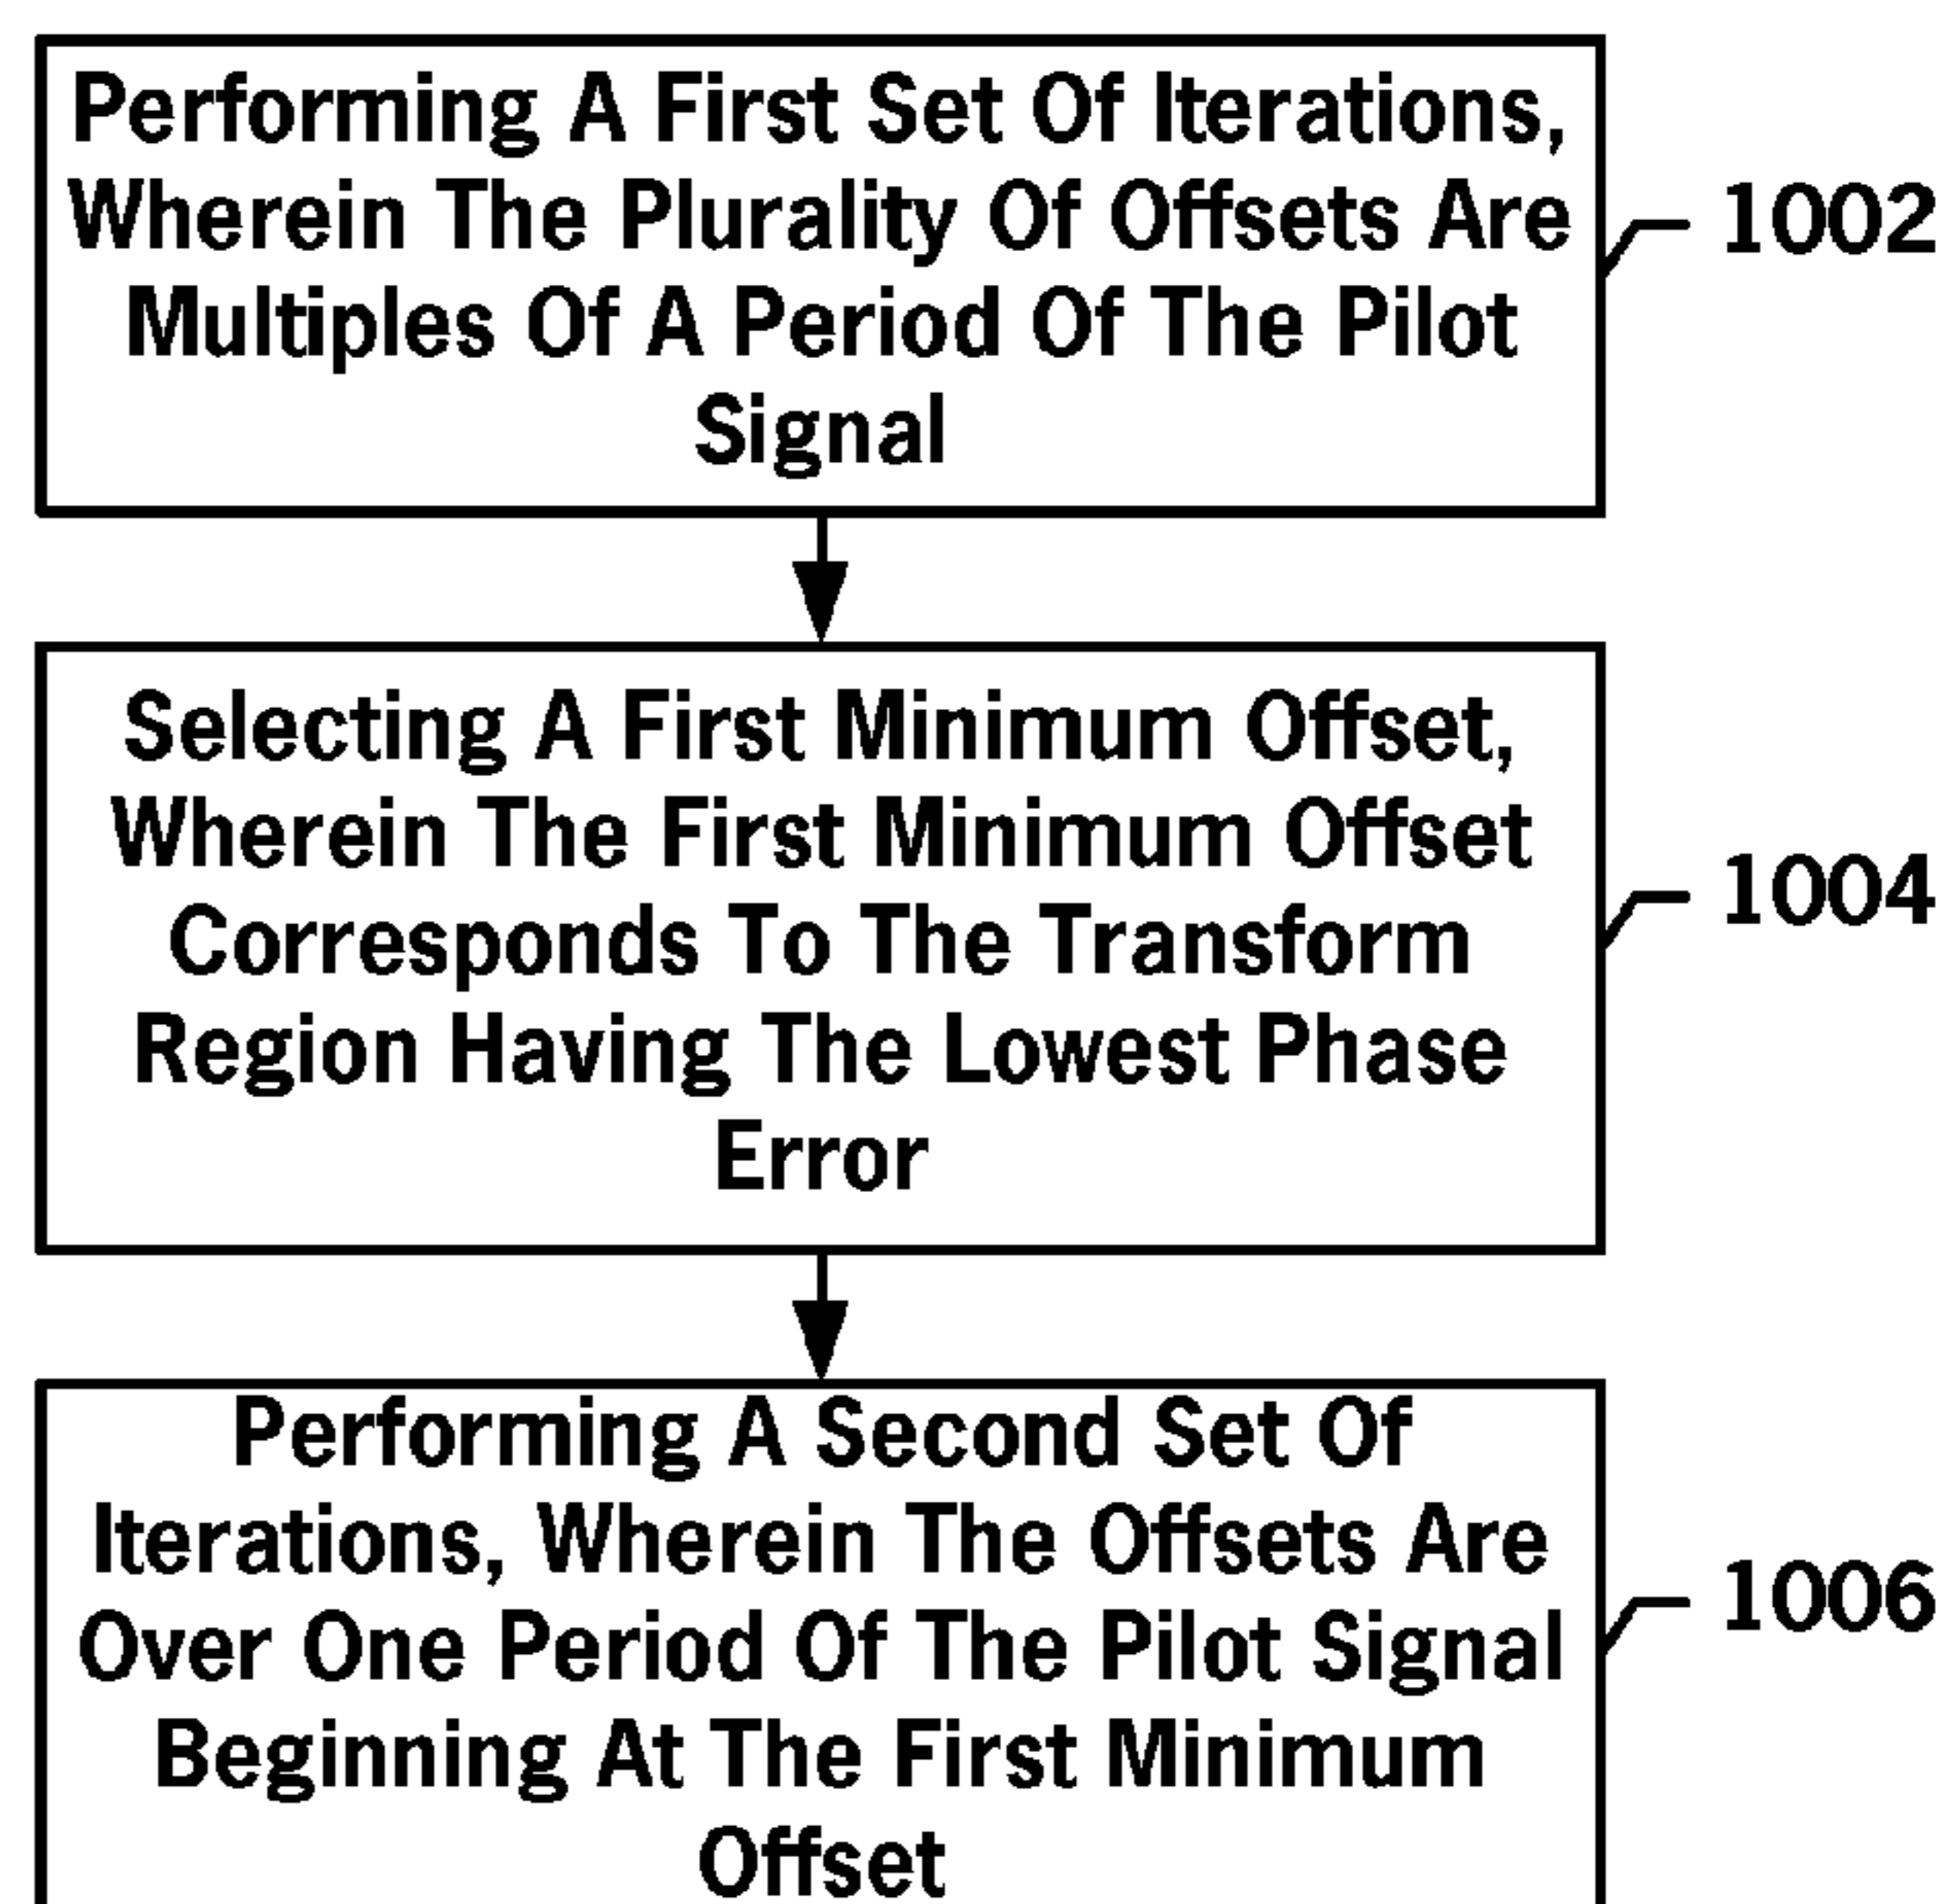 Performing A First Set Of Iterations,
Wherein The Plurality Of Offsets Are
Multiples Of A Period Of The Pilot
Signal
1002
Selecting A First Minimum Offset,
Wherein The First Minimum Offset
Corresponds To The Transform
Region Having The Lowest Phase
Error
1004
Performing A Second Set Of
Iterations, Wherein The Offsets Are
Over One Period Of The Pilot Signal
Beginning At The First Minimum
Offset
1006